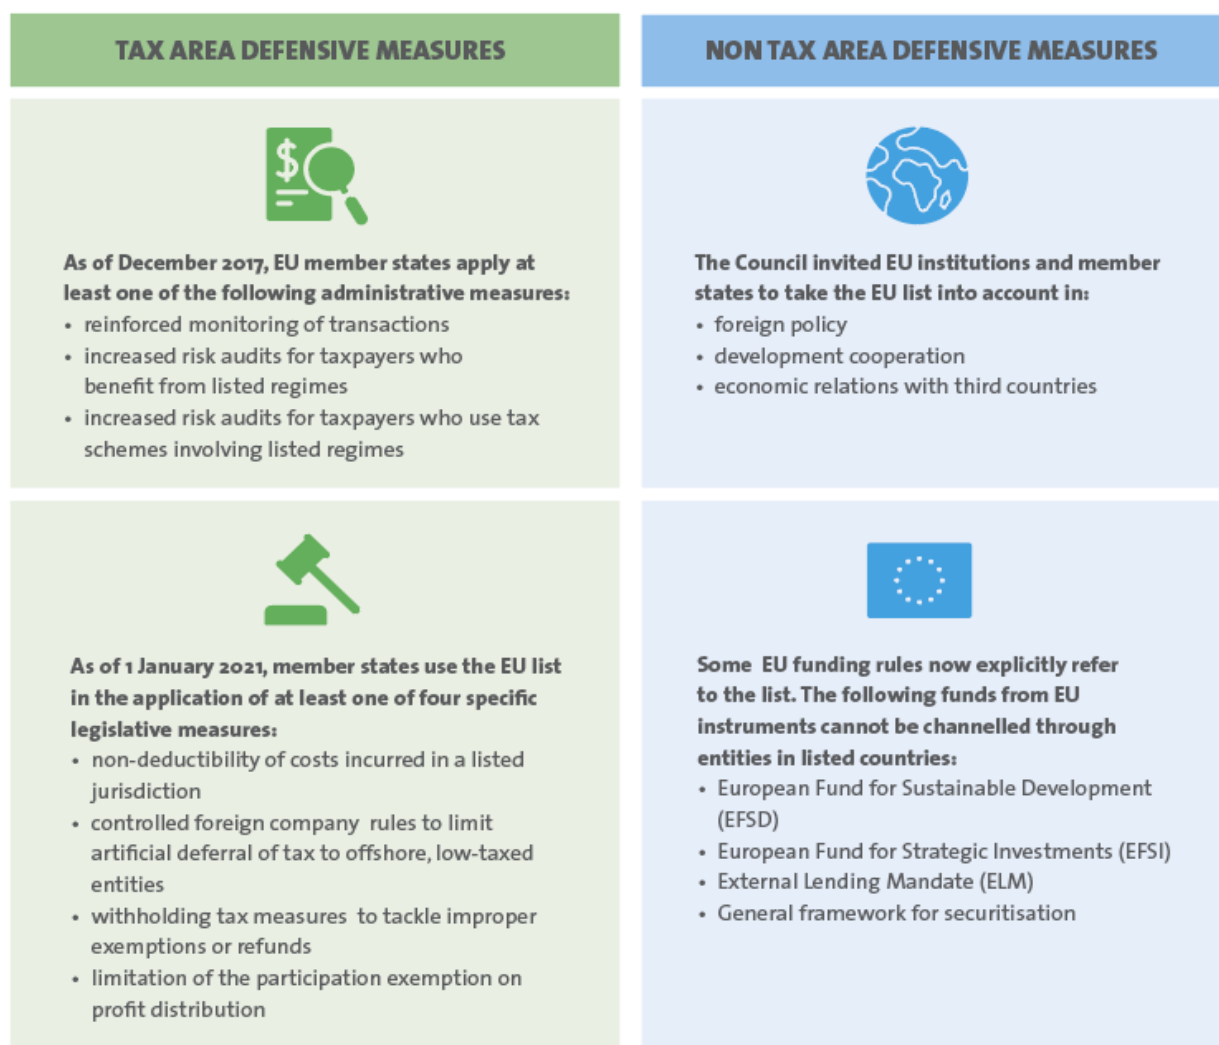 TAX AREA DEFENSIVE MEASURES
NON TAX AREA DEFENSIVE MEASURES
$
As of December 2017, EU member states apply at
least one of the following administrative measures:
• reinforced monitoring of transactions
• increased risk audits for taxpayers who
benefit from listed regimes
• increased risk audits for taxpayers who use tax
schemes involving listed regimes
The Council invited EU institutions and member
states to take the EU list into account in:
• foreign policy
• development cooperation
• economic relations with third countries
As of 1 January 2021, member states use the EU list
in the application of at least one of four specific
legislative measures:
• non-deductibility of costs incurred in a listed
jurisdiction
• controlled foreign company rules to limit
artificial deferral of tax to offshore, low-taxed
entities
• withholding tax measures to tackle improper
exemptions or refunds
• limitation of the participation exemption on
profit distribution
Some EU funding rules now explicitly refer
to the list. The following funds from EU
instruments cannot be channelled through
entities in listed countries:
• European Fund for Sustainable Development
(EFSD)
• European Fund for Strategic Investments (EFSI)
• External Lending Mandate (ELM)
• General framework for securitisation